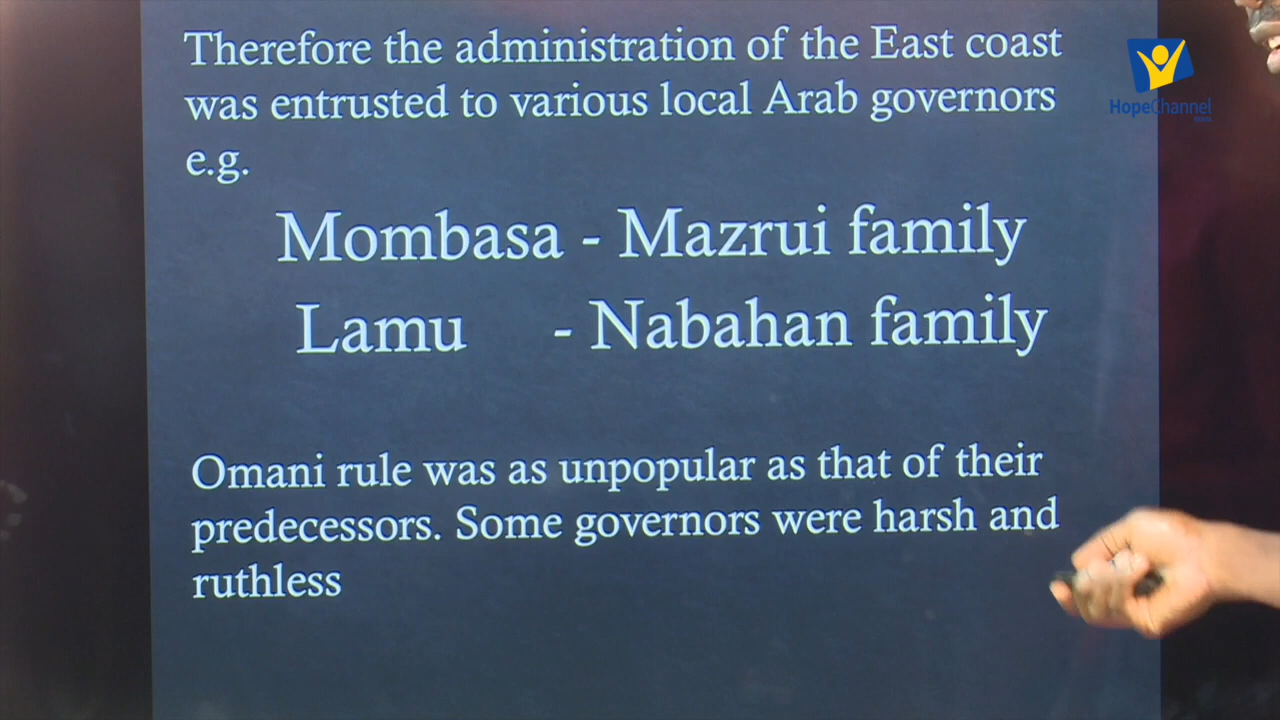 Therefore the administration of the East coast
was entrusted to various local Arab governors
e.g.
Mombasa - Mazrui family
Lamu - Nabahan family
Omani rule was as unpopular as that of their
predecessors. Some governors were harsh and
ruthless
HopeChannel